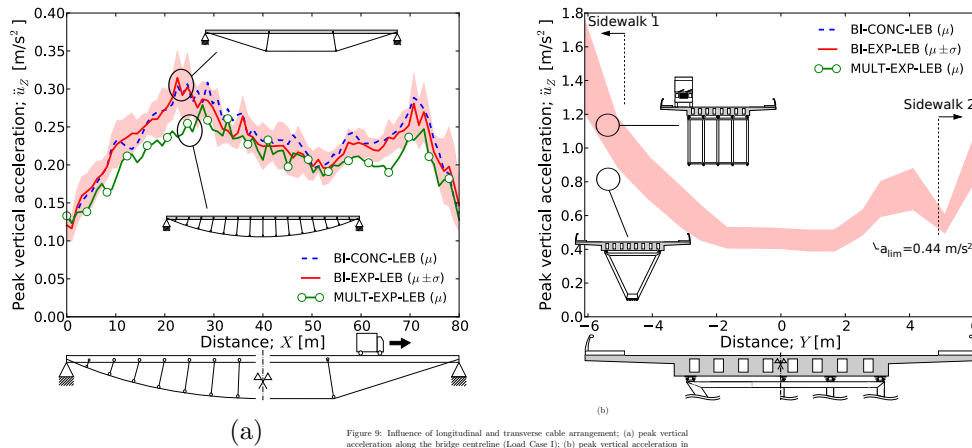 0.40
0.35
0.30
0.25
0.20
0.15
0.10
0.05
0.00
Peak vertical acceleration; ü_Z [m/s²]
BI-CONC-LEB (μ)
BI-EXP-LEB (μ±σ)
MULT-EXP-LEB (μ)
0 10 20 30 40 50 60 70 80
Distance; X [m]
(a)
1.8
1.6
1.4
1.2
1.0
0.8
0.6
0.4
0.2
0.0
Peak vertical acceleration; ü_Z [m/s²]
Sidewalk 1
BI-CONC-LEB (μ)
BI-EXP-LEB (μ±σ)
MULT-EXP-LEB (μ)
Sidewalk 2
a_lim=0.44 m/s²
-6 -4 -2 0 2 4 6
Distance; Y [m]
(b)
Figure 9: Influence of longitudinal and transverse cable arrangement; (a) peak vertical
acceleration along the bridge centreline (Load Case I); (b) peak vertical acceleration in